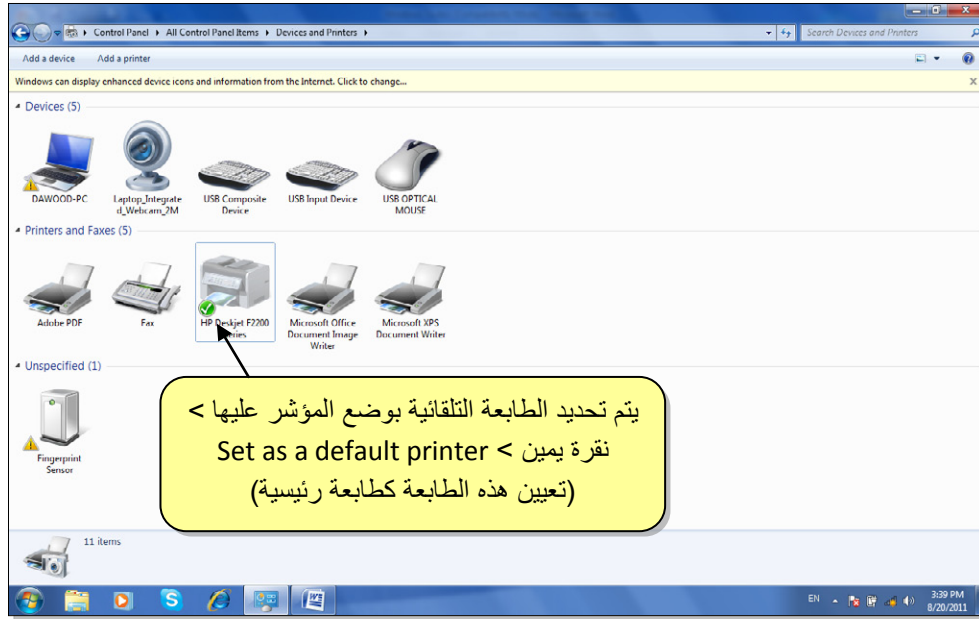 Control Panel ▸ All Control Panel Items ▸ Devices and Printers ▸
Search Devices and Printers
Add a device Add a printer
Windows can display enhanced device icons and information from the Internet. Click to change...
Devices (5)
DAWOOD-PC
Laptop_Integrate
d_Webcam_2M
USB Composite
Device
USB Input Device
USB OPTICAL
MOUSE
Printers and Faxes (5)
Adobe PDF
Fax
HP Deskjet F2200
Microsoft Office
Document Image
Writer
Microsoft XPS
Document Writer
Unspecified (1)
Fingerprint
Sensor
يتم تحديد الطابعة التلقائية بوضع المؤشر عليها >
نقرة يمين > Set as a default printer
(تعيين هذه الطابعة كطابعة رئيسية)
11 items
EN
3:39 PM
8/20/2011